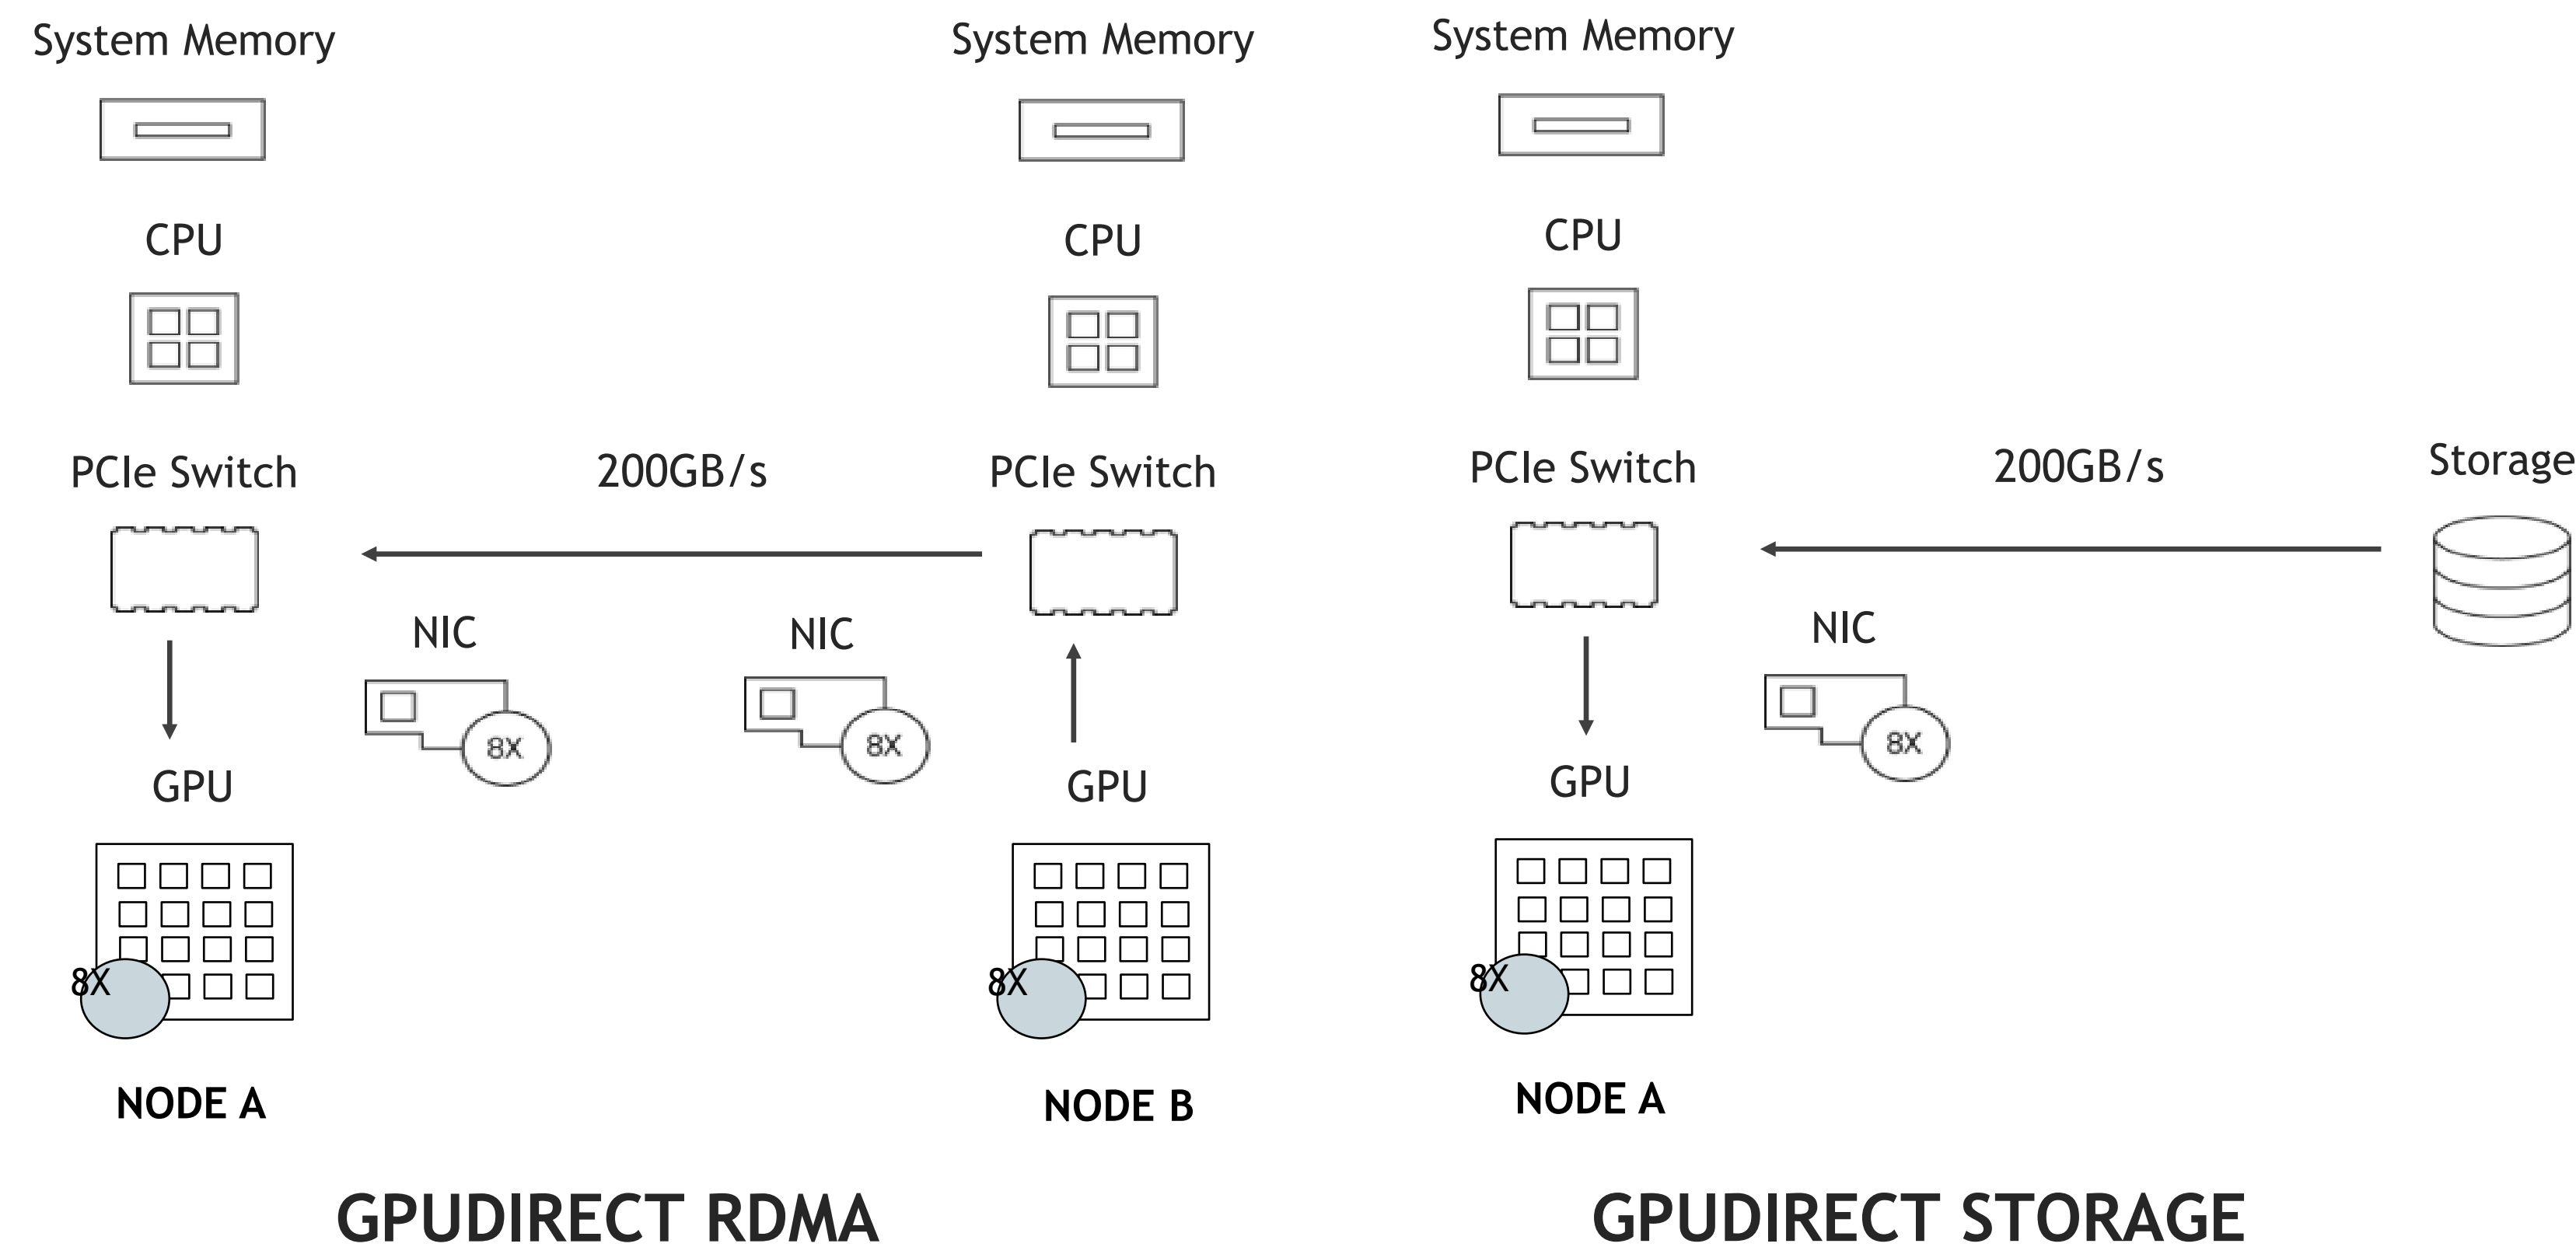 System Memory
System Memory
System Memory
CPU
CPU
CPU
PCIe Switch
200GB/s
PCIe Switch
PCIe Switch
200GB/s
Storage
NIC
NIC
NIC
8X
8X
8X
GPU
GPU
GPU
8X
8X
8X
NODE A
NODE B
NODE A
GPUDIRECT RDMA
GPUDIRECT STORAGE